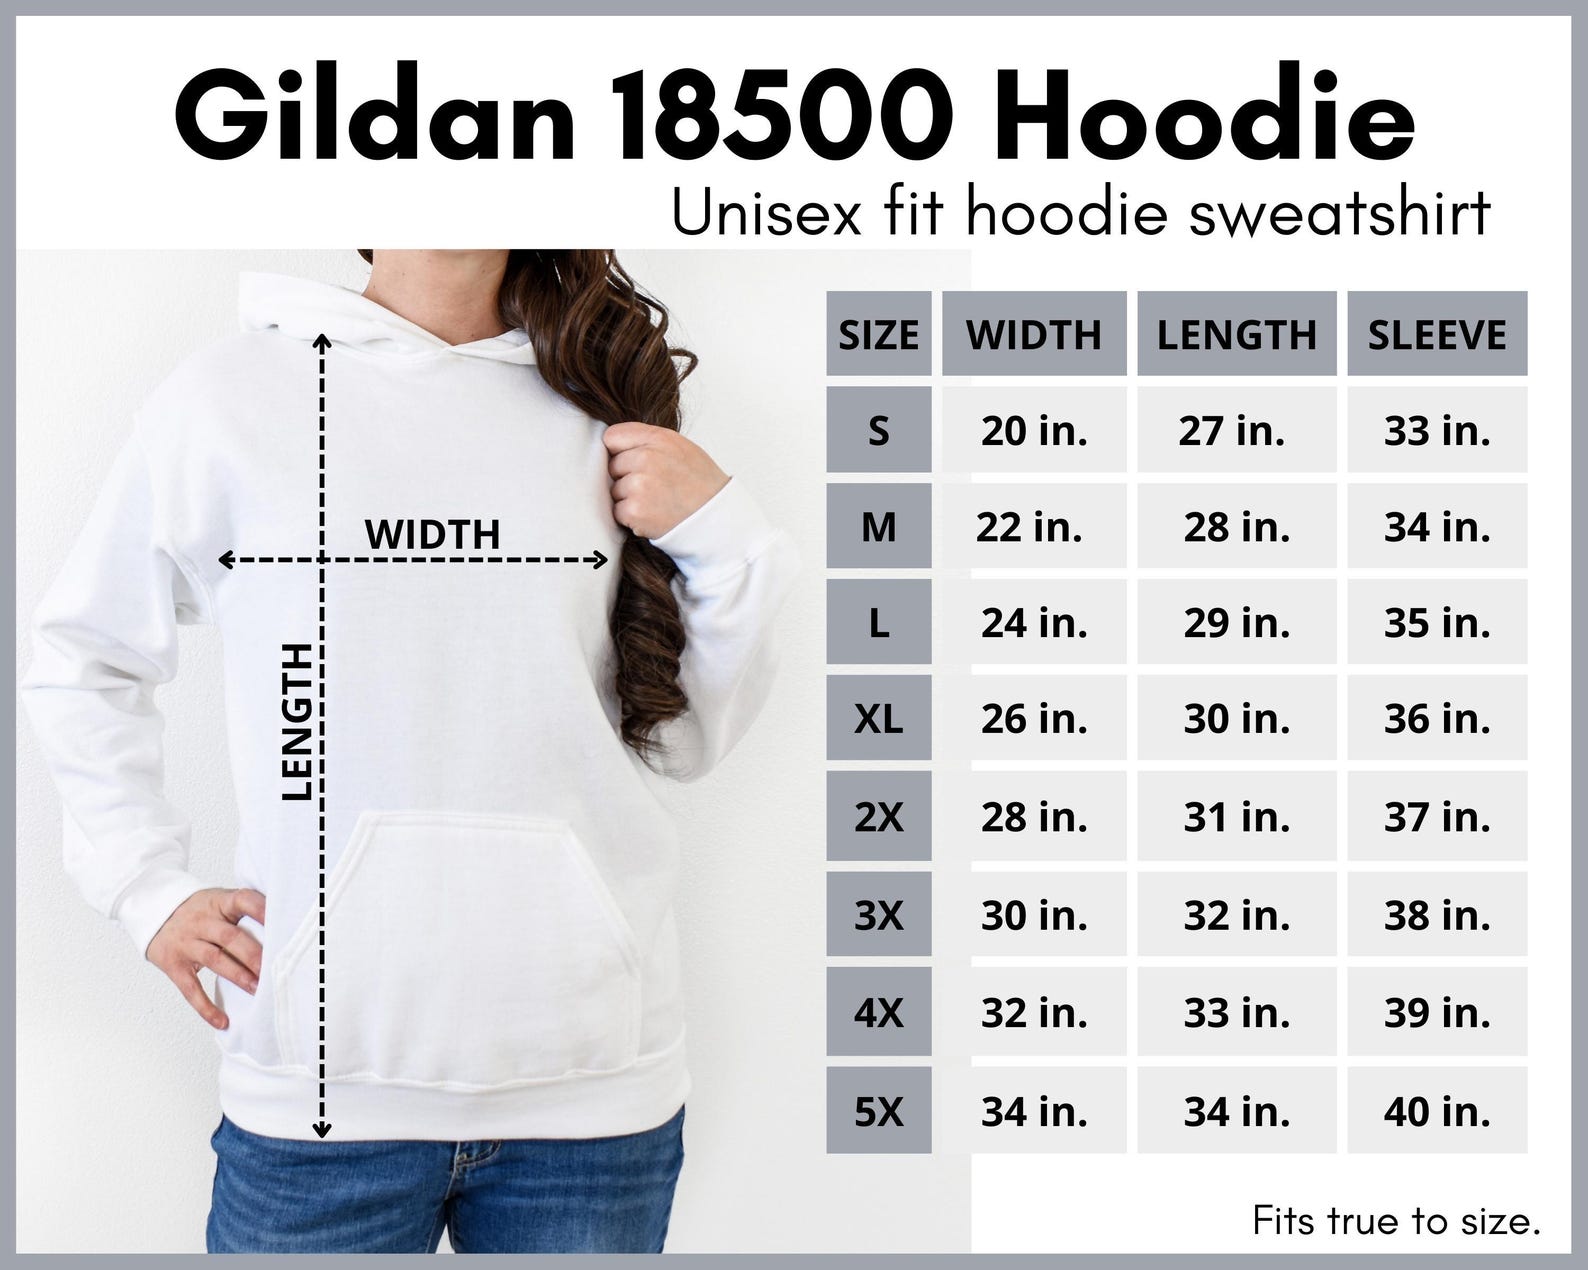 Gildan 18500 Hoodie
Unisex fit hoodie sweatshirt
WIDTH
LENGTH
SIZE WIDTH LENGTH SLEEVE
S 20 in. 27 in. 33 in.
M 22 in. 28 in. 34 in.
L 24 in. 29 in. 35 in.
XL 26 in. 30 in. 36 in.
2X 28 in. 31 in. 37 in.
3X 30 in. 32 in. 38 in.
4X 32 in. 33 in. 39 in.
5X 34 in. 34 in. 40 in.
Fits true to size.